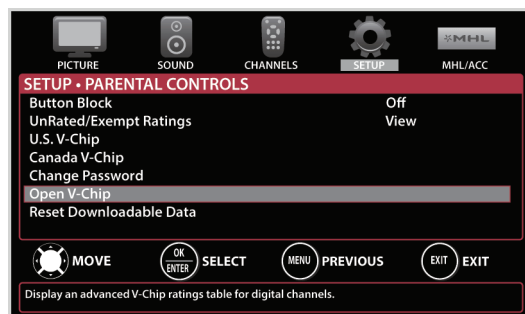 MHL
PICTURE SOUND CHANNELS SETUP MHL/ACC
SETUP • PARENTAL CONTROLS
Button Block Off
UnRated/Exempt Ratings View
U.S. V-Chip
Canada V-Chip
Change Password
Open V-Chip
Reset Downloadable Data
MOVE OK ENTER SELECT MENU PREVIOUS EXIT EXIT
Display an advanced V-Chip ratings table for digital channels.